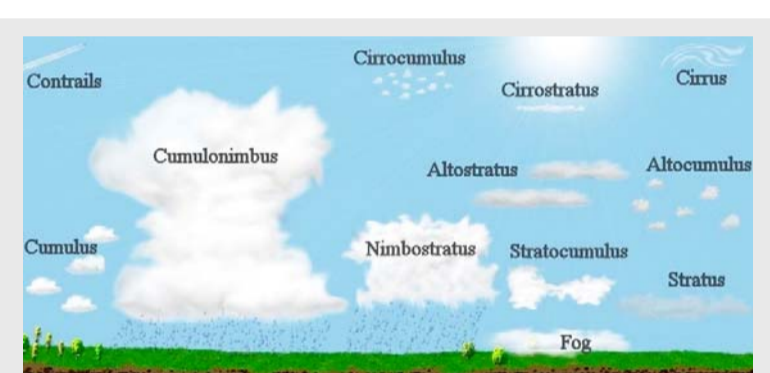 Cirrocumulus
Contrails
Cirrostratus
Cirrus
Cumulonimbus
Altostratus
Altocumulus
Cumulus
Nimbostratus
Stratocumulus
Stratus
Fog